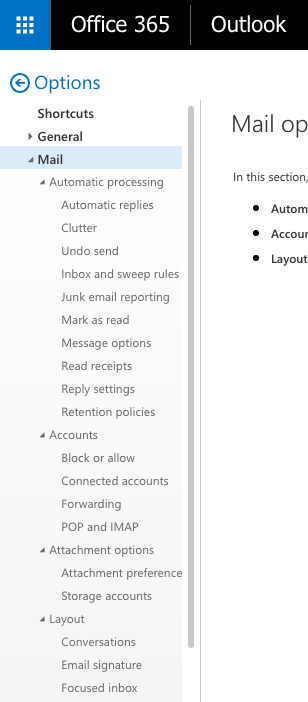 Office 365 Outlook
Options
Shortcuts
General
Mail
Automatic processing
Automatic replies
Clutter
Undo send
Inbox and sweep rules
Junk email reporting
Mark as read
Message options
Read receipts
Reply settings
Retention policies
Accounts
Block or allow
Connected accounts
Forwarding
POP and IMAP
Attachment options
Attachment preference
Storage accounts
Layout
Conversations
Email signature
Focused inbox
Mail op
In this section,
Autom
Accoun
Layout